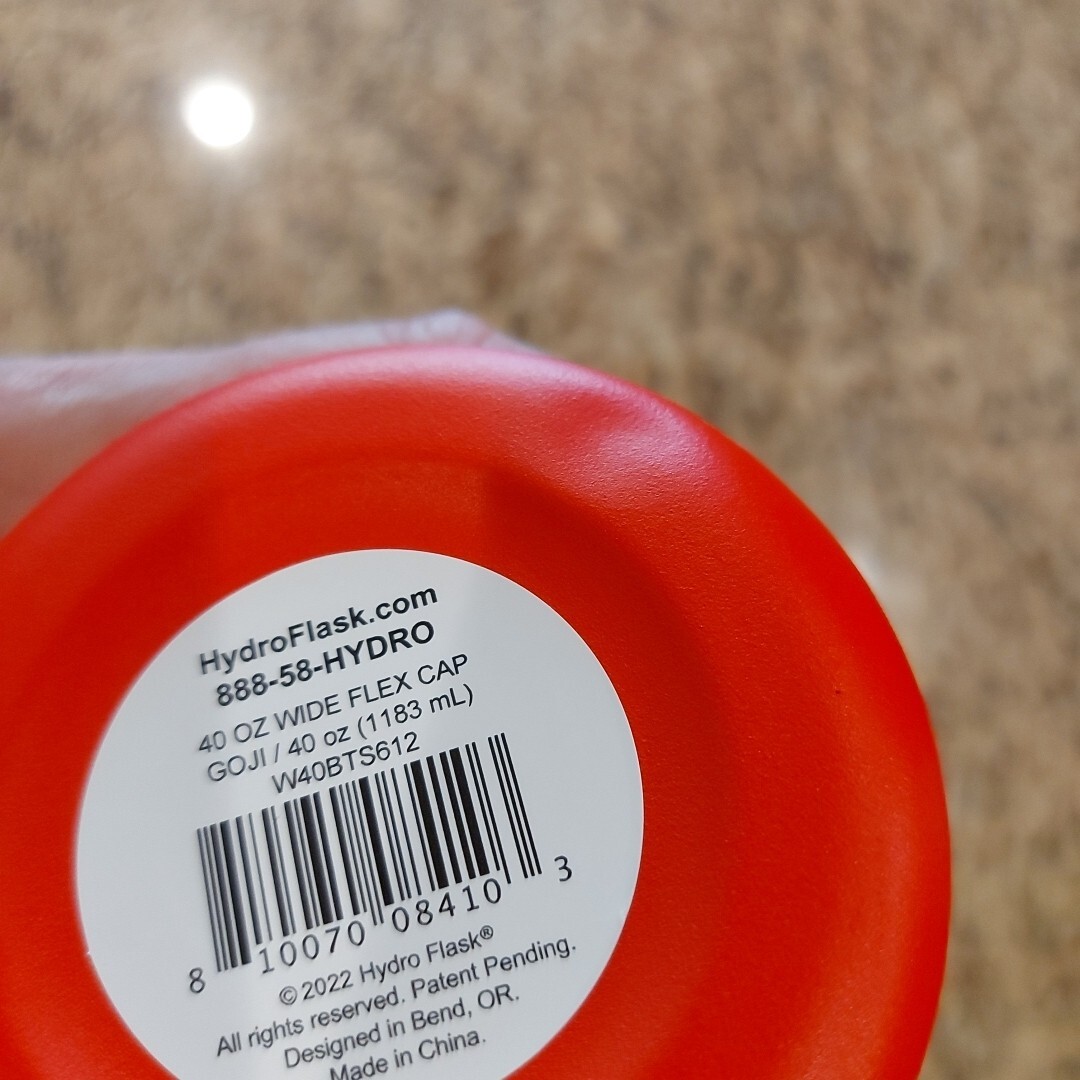 HydroFlask.com
888-58-HYDRO
40 OZ WIDE FLEX CAP
GOJI / 40 oz (1183 mL)
W40BTS612
8 10070 08410 3
©2022 Hydro Flask®
All rights reserved. Patent Pending.
Designed in Bend, OR.
Made in China.